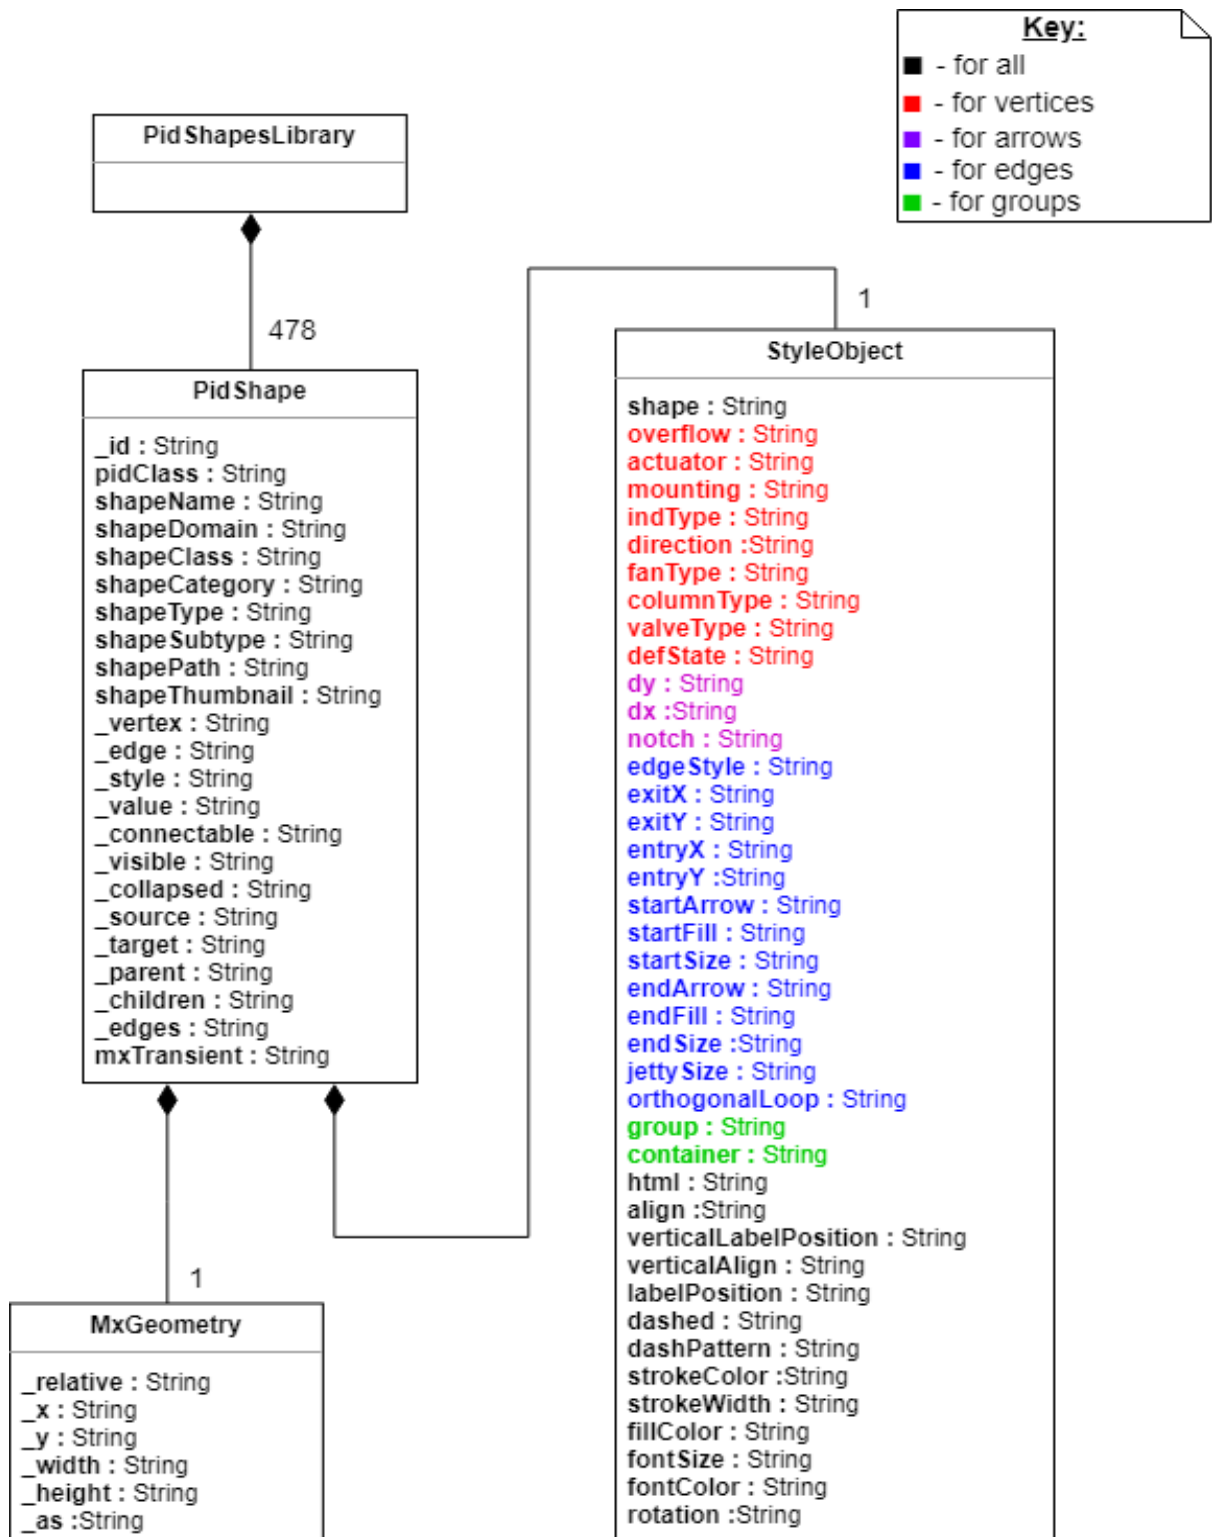 Key:
- for all
- for vertices
- for arrows
- for edges
- for groups
PidShapesLibrary
478
PidShape
_id : String
pidClass : String
shapeName : String
shapeDomain : String
shapeClass : String
shapeCategory : String
shapeType : String
shapeSubtype : String
shapePath : String
shapeThumbnail : String
_vertex : String
_edge : String
_style : String
_value : String
_connectable : String
_visible : String
_collapsed : String
_source : String
_target : String
_parent : String
_children : String
_edges : String
mxTransient : String
1
MxGeometry
_relative : String
_x : String
_y : String
_width : String
_height : String
_as :String
1
StyleObject
shape : String
overflow : String
actuator : String
mounting : String
indType : String
direction :String
fanType : String
columnType : String
valveType : String
defState : String
dy : String
dx :String
notch : String
edgeStyle : String
exitX : String
exitY : String
entryX : String
entryY :String
startArrow : String
startFill : String
startSize : String
endArrow : String
endFill : String
endSize :String
jettySize : String
orthogonalLoop : String
group : String
container : String
html : String
align :String
verticalLabelPosition : String
verticalAlign : String
labelPosition : String
dashed : String
dashPattern : String
strokeColor :String
strokeWidth : String
fillColor : String
fontSize : String
fontColor : String
rotation :String